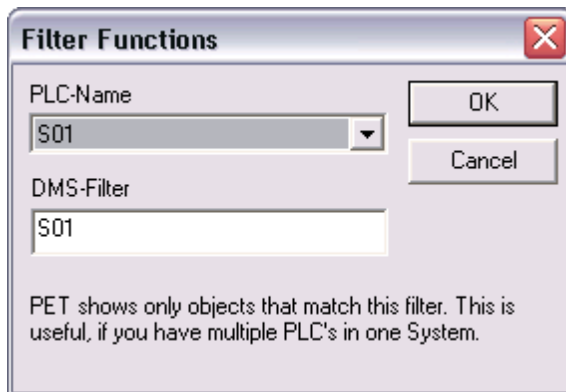 Filter Functions
PLC-Name
S01
OK
Cancel
DMS-Filter
S01
PET shows only objects that match this filter. This is
useful, if you have multiple PLC's in one System.